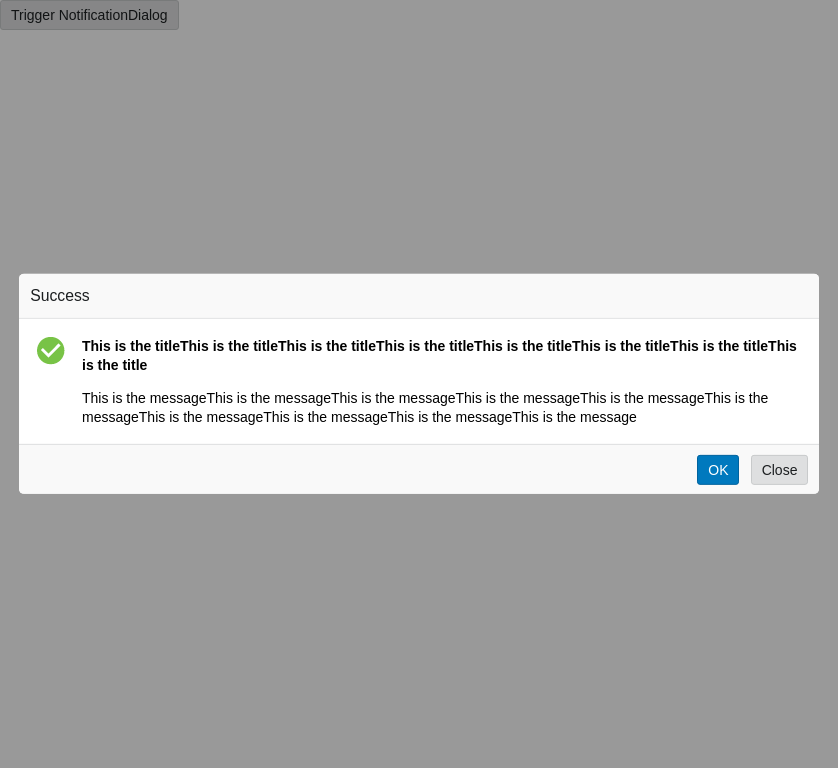 Trigger NotificationDialog
Success
This is the titleThis is the titleThis is the titleThis is the titleThis is the titleThis is the titleThis is the titleThis
is the title
This is the messageThis is the messageThis is the messageThis is the messageThis is the messageThis is the
messageThis is the messageThis is the messageThis is the messageThis is the message
OK Close